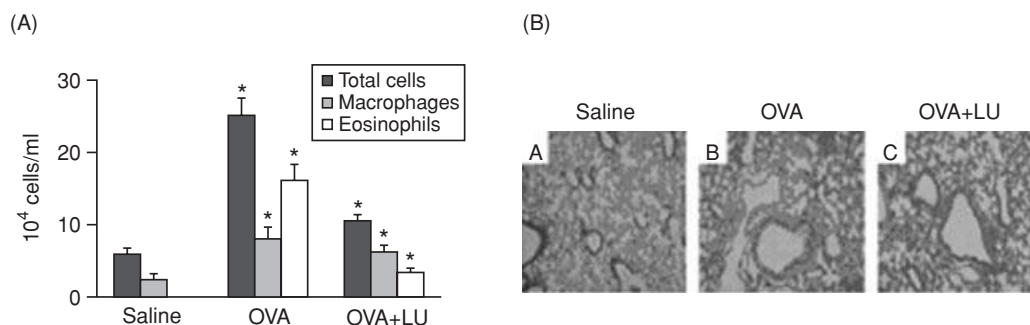 (A)
30
20
10
0
10⁴ cells/ml
Total cells
Macrophages
Eosinophils
*
*
*
*
*
*
Saline
OVA
OVA+LU
(B)
Saline
OVA
OVA+LU
A
B
C